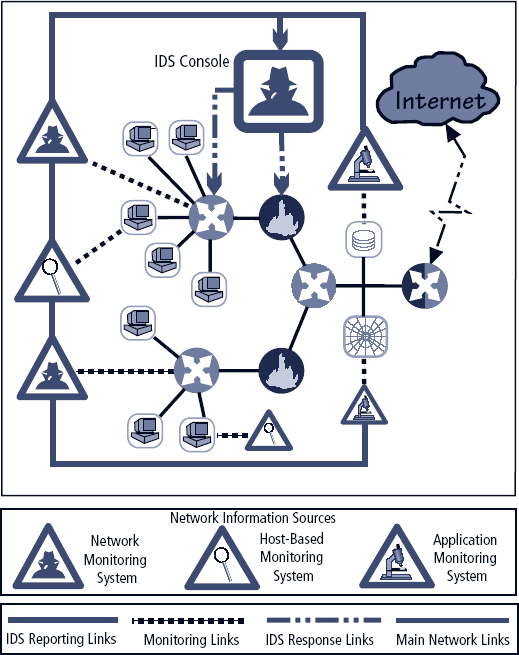 IDS Console
Internet
Network Information Sources
Network
Monitoring
System
Host-Based
Monitoring
System
Application
Monitoring
System
IDS Reporting Links
Monitoring Links
IDS Response Links
Main Network Links